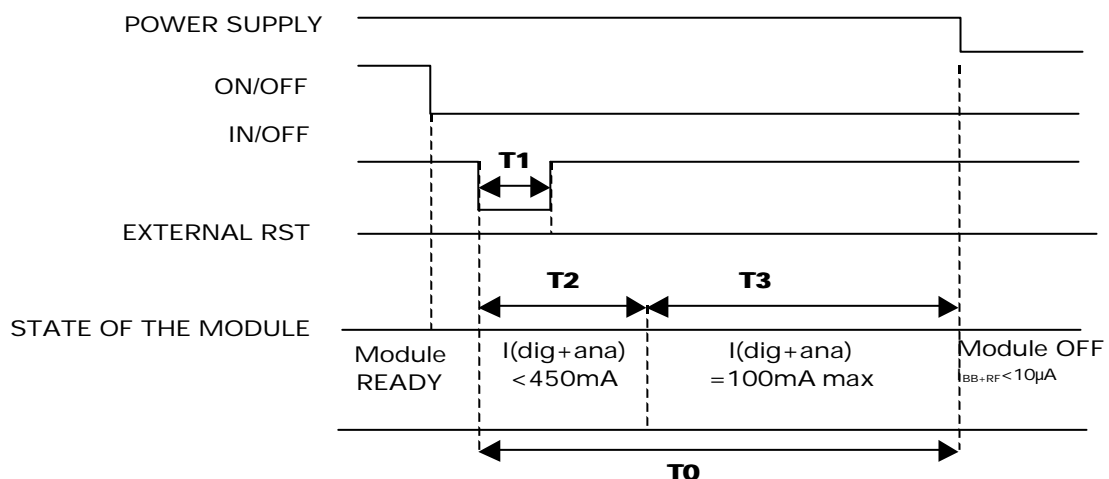 POWER SUPPLY
ON/OFF
IN/OFF
T1
EXTERNAL RST
T2
T3
STATE OF THE MODULE
Module
READY
I(dig+ana)
<450mA
I(dig+ana)
=100mA max
Module OFF
IBB+RF<10µA
T0